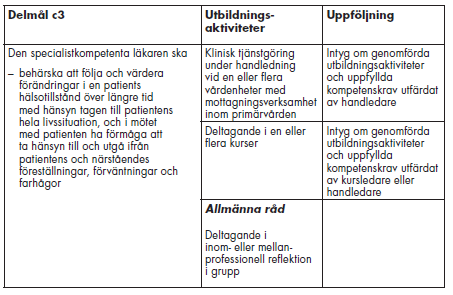 Delmål c3
Den specialistkompetenta läkaren ska
– behärska att följa och värdera
förändringar i en patients
hälsotillstånd över längre tid
med hänsyn tagen till patientens
hela livssituation, och i mötet
med patienten ha förmåga att
ta hänsyn till och utgå ifrån
patientens och närståendes
föreställningar, förväntningar och
farhågor
Utbildnings-
aktiviteter
Klinisk tjänstgöring
under handledning
vid en eller flera
vårdenheter med
mottagningsverksamhet
inom primärvården
Deltagande i en eller
flera kurser
Allmänna råd
Deltagande i
inom- eller mellan-
professionell reflektion
i grupp
Uppföljning
Intyg om genomförda
utbildningsaktiviteter
och uppfyllda
kompetenskrav utfärdat
av handledare
Intyg om genomförda
utbildningsaktiviteter
och uppfyllda
kompetenskrav utfärdat
av kursledare eller
handledare